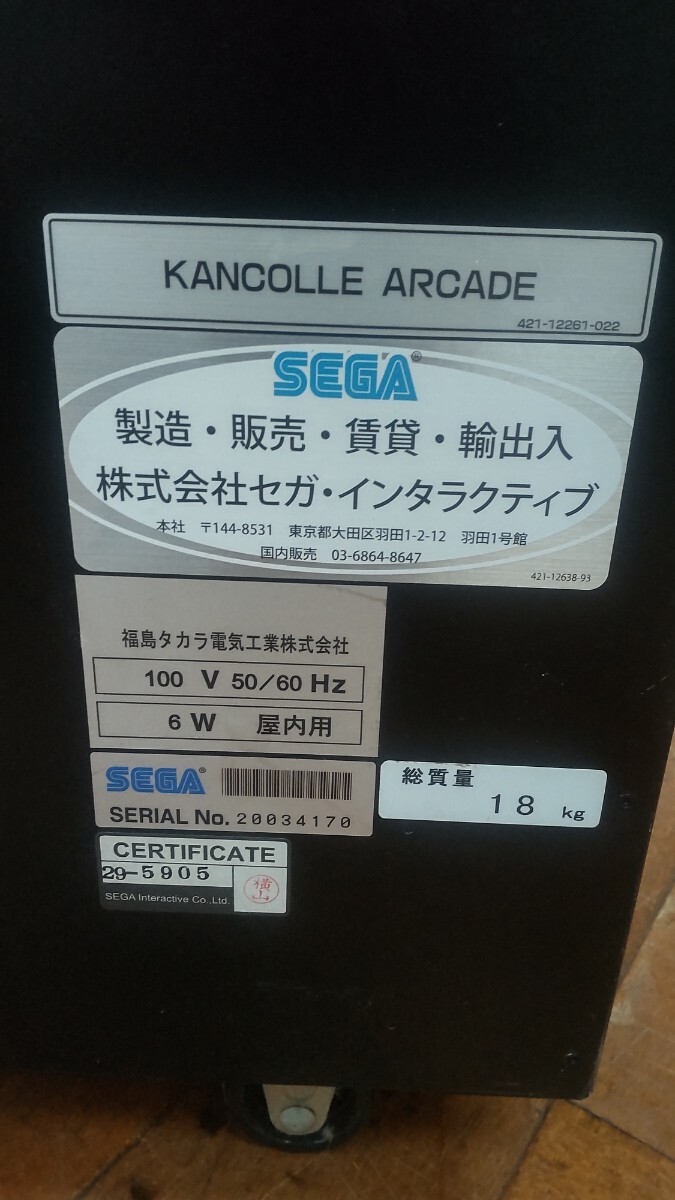 KANCOLLE ARCADE
421-12261-022
SEGA®
製造・販売・賃貸・輸出入
株式会社セガ・インタラクティブ
本社 〒144-8531 東京都大田区羽田1-2-12 羽田1号館
国内販売 03-6864-8647
421-12638-93
福島タカラ電気工業株式会社
100 V 50/60 Hz
6 W 屋内用
SEGA®
SERIAL No. 20034170
総質量
18 kg
CERTIFICATE
29-5905
横山
SEGA Interactive Co.,Ltd.